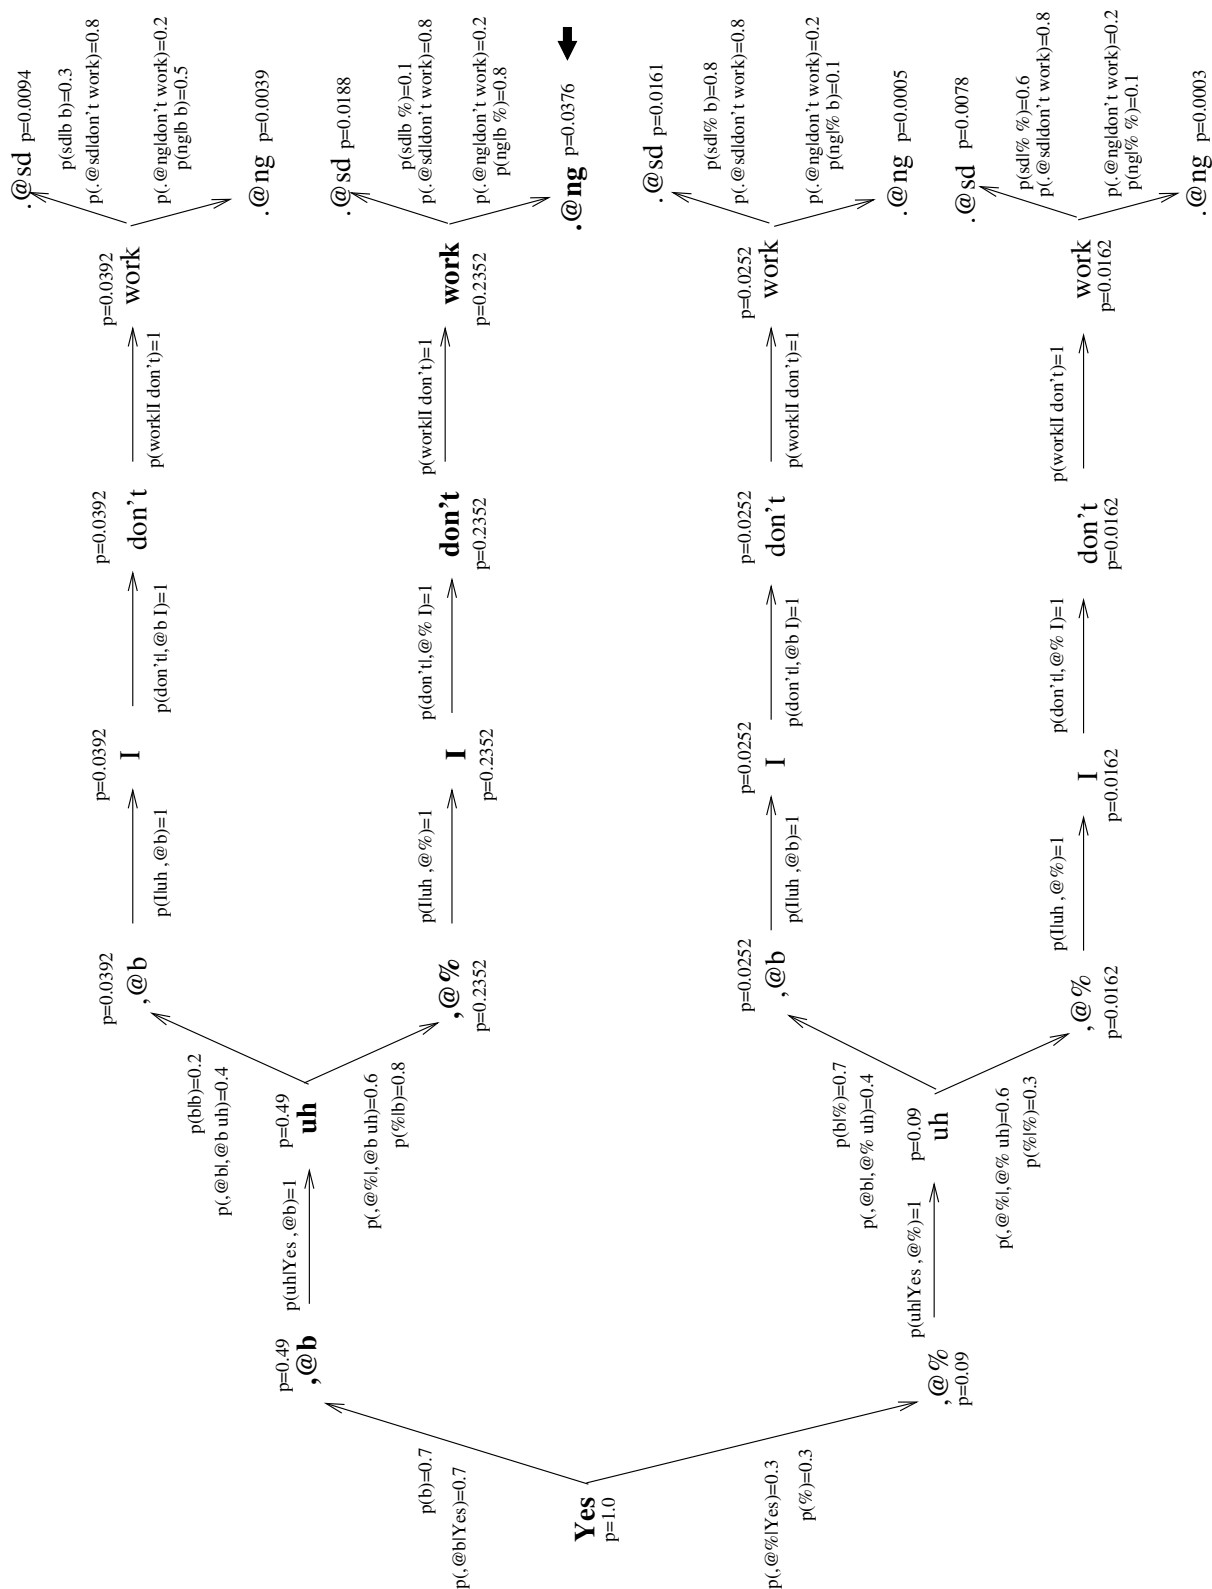 Yes
p=1.0
p(b)=0.7
p(,@b|Yes)=0.7
p(,@%|Yes)=0.3
p(%)=0.3
p=0.49
,@b
p(uh|Yes ,@b)=1
p=0.49
uh
p(b|b)=0.2
p(,@b|,@b uh)=0.4
p(,@%|,@b uh)=0.6
p(%|b)=0.8
p=0.0392
,@b
p(I|uh ,@b)=1
p=0.0392
I
p(don't|,@b I)=1
p=0.0392
don't
p(work|I don't)=1
p=0.0392
work
.@sd p=0.0094
p(sd|b b)=0.3
p(.@sd|don't work)=0.8
p(.@ng|don't work)=0.2
p(ng|b b)=0.5
.@ng p=0.0039
,@%
p=0.2352
p(I|uh ,@%)=1
I
p=0.2352
p(don't|,@% I)=1
don't
p=0.2352
p(work|I don't)=1
work
p=0.2352
.@sd p=0.0188
p(sd|b %)=0.1
p(.@sd|don't work)=0.8
p(.@ng|don't work)=0.2
p(ng|b %)=0.8
.@ng p=0.0376
,@%
p=0.09
p(uh|Yes ,@%)=1
p=0.09
uh
p(b|%)=0.7
p(,@b|,@% uh)=0.4
p(,@%|,@% uh)=0.6
p(%|%)=0.3
p=0.0252
,@b
p(I|uh ,@b)=1
p=0.0252
I
p(don't|,@b I)=1
p=0.0252
don't
p(work|I don't)=1
p=0.0252
work
.@sd p=0.0161
p(sd|% b)=0.8
p(.@sd|don't work)=0.8
p(.@ng|don't work)=0.2
p(ng|% b)=0.1
.@ng p=0.0005
,@%
p=0.0162
p(I|uh ,@%)=1
I
p=0.0162
p(don't|,@% I)=1
don't
p=0.0162
p(work|I don't)=1
work
p=0.0162
.@sd p=0.0078
p(sd|% %)=0.6
p(.@sd|don't work)=0.8
p(.@ng|don't work)=0.2
p(ng|% %)=0.1
.@ng p=0.0003